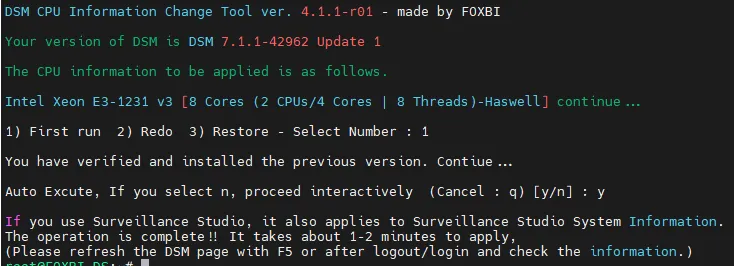 DSM CPU Information Change Tool ver. 4.1.1-r01 - made by FOXBI
Your version of DSM is DSM 7.1.1-42962 Update 1
The CPU information to be applied is as follows.
Intel Xeon E3-1231 v3 [8 Cores (2 CPUs/4 Cores | 8 Threads)-Haswell] continue...
1) First run  2) Redo  3) Restore - Select Number : 1
You have verified and installed the previous version. Contiue...
Auto Excute, If you select n, proceed interactively  (Cancel : q) [y/n] : y
If you use Surveillance Studio, it also applies to Surveillance Studio System Information.
The operation is complete!! It takes about 1-2 minutes to apply,
(Please refresh the DSM page with F5 or after logout/login and check the information.)
root@FOXBI-DS:~#